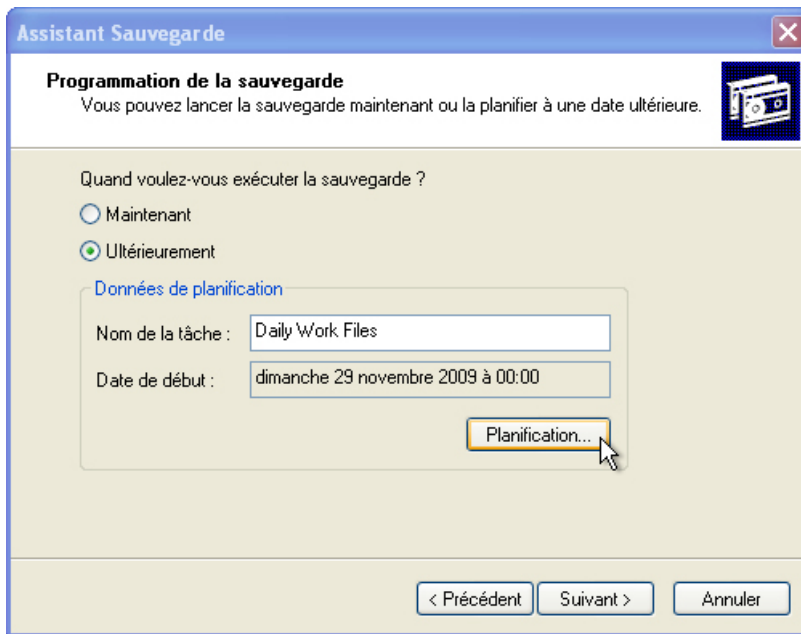 Assistant Sauvegarde
Programmation de la sauvegarde
Vous pouvez lancer la sauvegarde maintenant ou la planifier à une date ultérieure.
Quand voulez-vous exécuter la sauvegarde ?
Maintenant
Ultérieurement
Données de planification
Nom de la tâche : Daily Work Files
Date de début : dimanche 29 novembre 2009 à 00:00
Planification...
< Précédent Suivant > Annuler